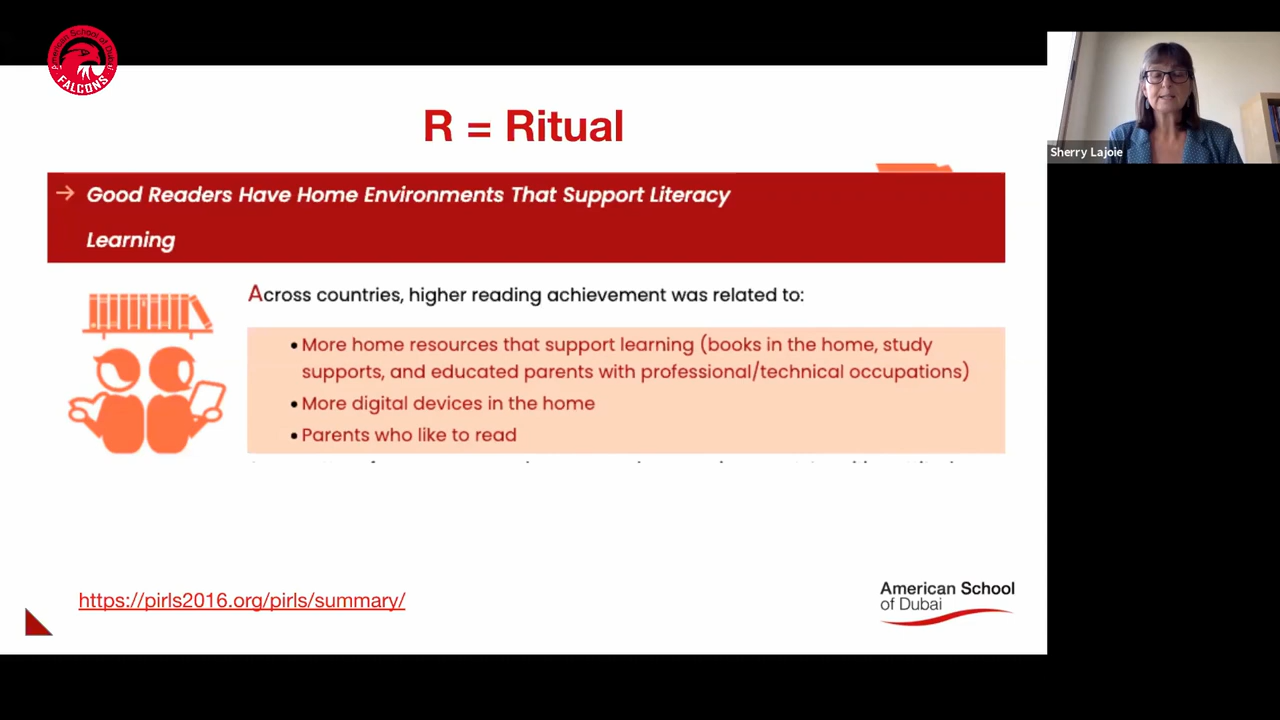 American School of Dubai
FALCONS
R = Ritual
Sherry Lajoie
→ Good Readers Have Home Environments That Support Literacy
Learning
Across countries, higher reading achievement was related to:
• More home resources that support learning (books in the home, study
supports, and educated parents with professional/technical occupations)
• More digital devices in the home
• Parents who like to read
https://pirls2016.org/pirls/summary/
American School
of Dubai